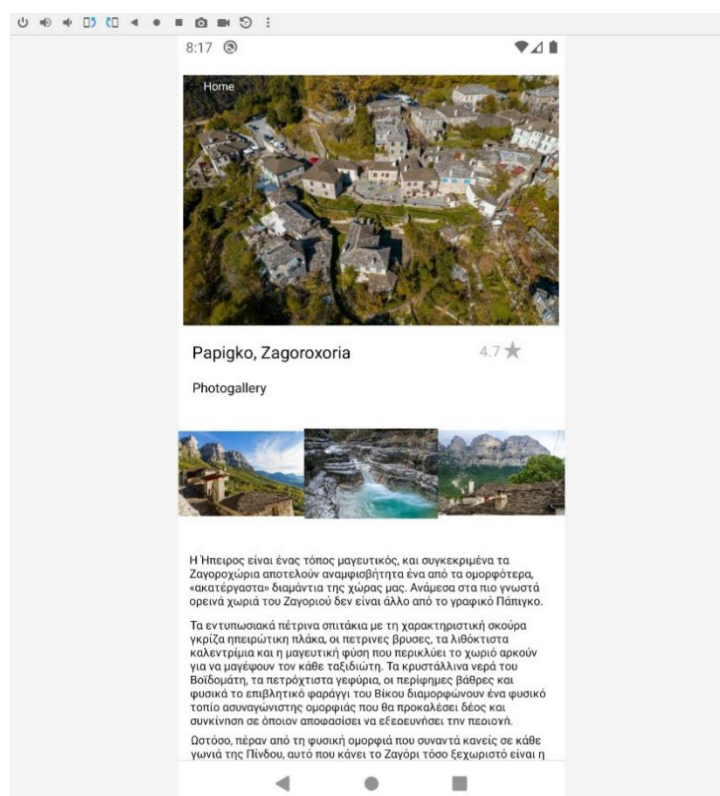 8:17
Home
Papigko, Zagoroxoria
4.7
Photogallery
Η Ήπειρος είναι ένας τόπος μαγευτικός, και συγκεκριμένα τα
Ζαγοροχώρια αποτελούν αναμφισβήτητα ένα από τα ομορφότερα,
«ακατέργαστα» διαμάντια της χώρας μας. Ανάμεσα στα πιο γνωστά
ορεινά χωριά του Ζαγοριού δεν είναι άλλο από το γραφικό Πάπιγκο.
Τα εντυπωσιακά πέτρινα σπιτάκια με τη χαρακτηριστική σκούρα
γκρίζα ηπειρώτικη πλάκα, οι πετρινες βρυσες, τα λιθόκτιστα
καλεντρίμια και η μαγευτική φύση που περικλύει το χωριό αρκούν
για να μαγέψουν τον κάθε ταξιδιώτη. Τα κρυστάλλινα νερά του
Βοϊδομάτη, τα πετρόχτιστα γεφύρια, οι περίφημες βάθρες και
φυσικά το επιβλητικό φαράγγι του Βίκου διαμορφώνουν ένα φυσικό
τοπίο ασυναγώνιστης ομορφιάς που θα προκαλέσει δέος και
συνκίνηση σε όποιον αποφασίσει να εξερευνήσει την περιοχή.
Ωστόσο, πέραν από τη φυσική ομορφιά που συναντά κανείς σε κάθε
γωνιά της Πίνδου, αυτό που κάνει το Ζαγόρι τόσο ξεχωριστό είναι η